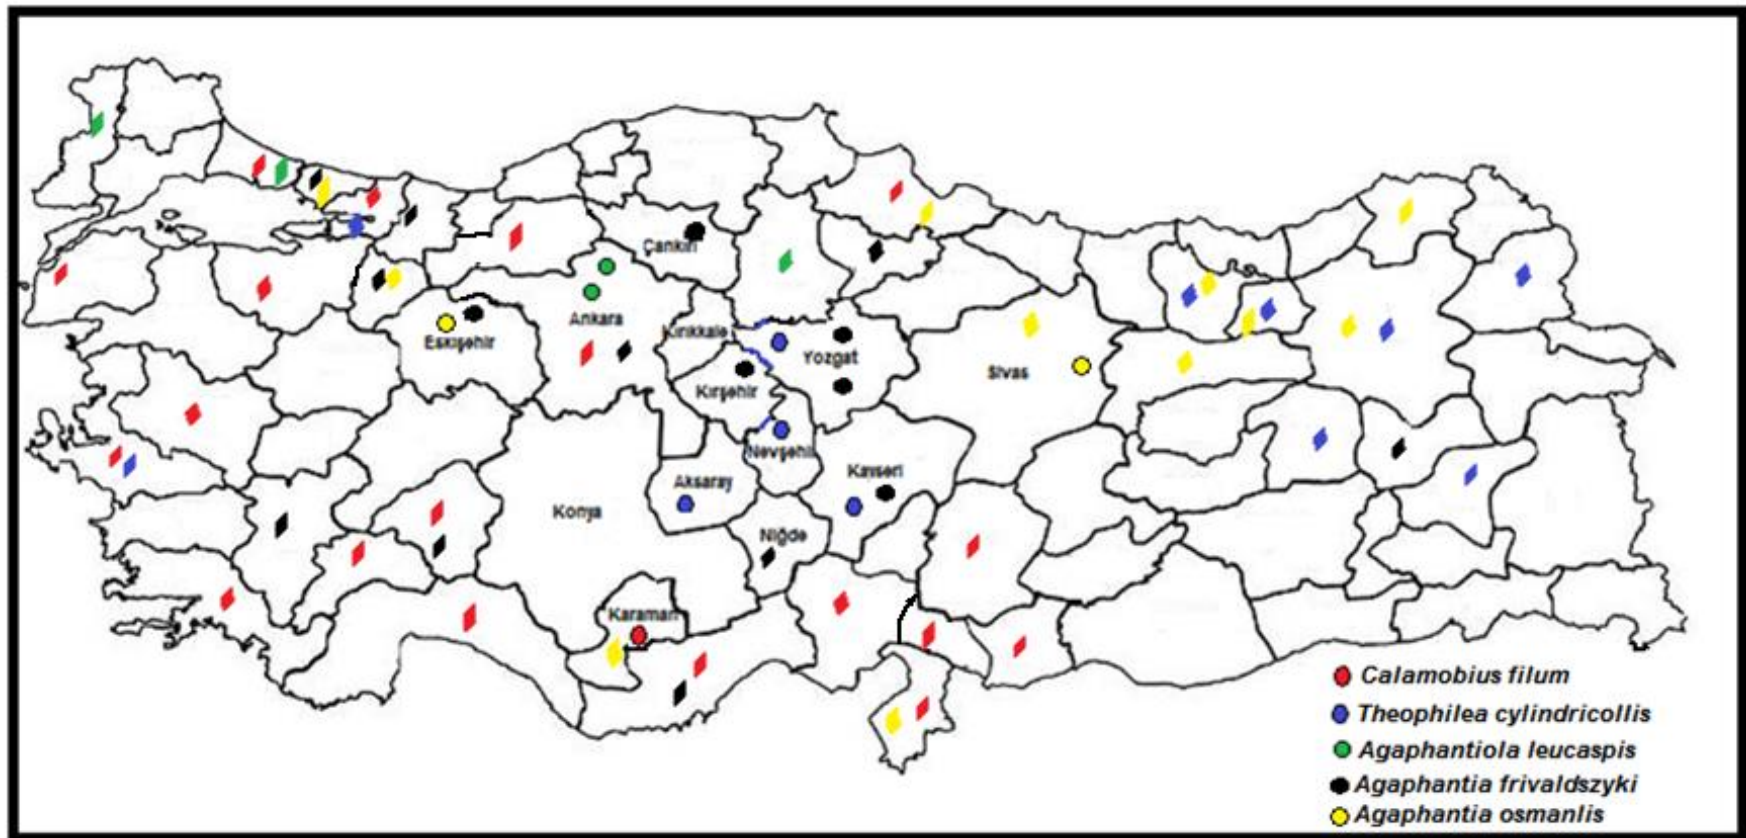 Çankırı
Ankara
Kırıkkale
Eskişehir
Yozgat
Sivas
Kırşehir
Nevşehir
Kayseri
Aksaray
Konya
Niğde
Karaman
Calamobius filum
Theophilea cylindricollis
Agaphantiola leucaspis
Agaphantia frivaldszyki
Agaphantia osmanlis